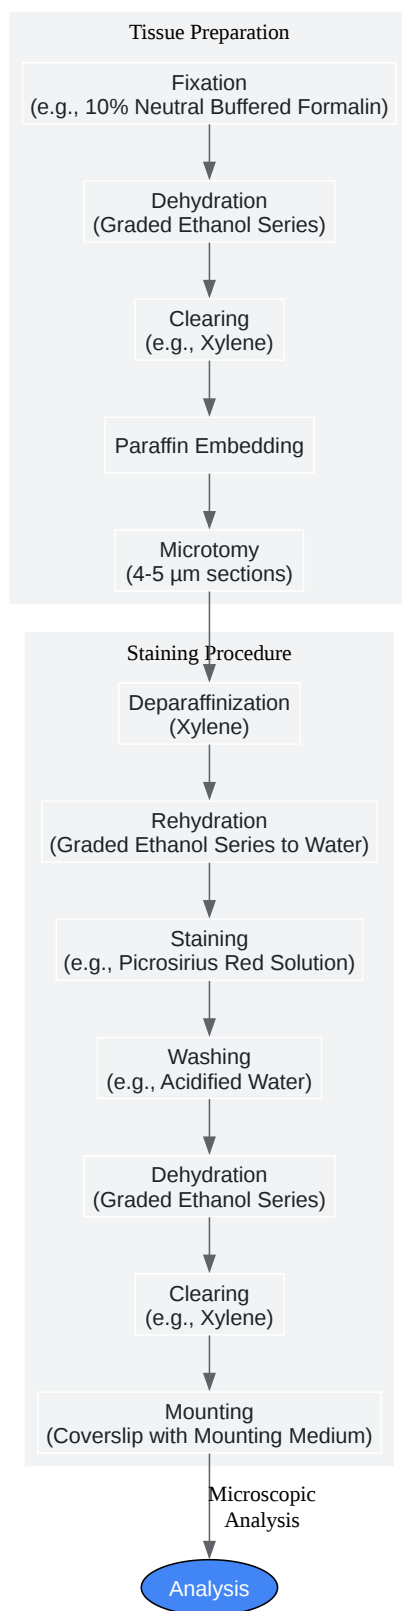 Tissue Preparation
Fixation
(e.g., 10% Neutral Buffered Formalin)
Dehydration
(Graded Ethanol Series)
Clearing
(e.g., Xylene)
Paraffin Embedding
Microtomy
(4-5 µm sections)
Staining Procedure
Deparaffinization
(Xylene)
Rehydration
(Graded Ethanol Series to Water)
Staining
(e.g., Picrosirius Red Solution)
Washing
(e.g., Acidified Water)
Dehydration
(Graded Ethanol Series)
Clearing
(e.g., Xylene)
Mounting
(Coverslip with Mounting Medium)
Microscopic
Analysis
Analysis